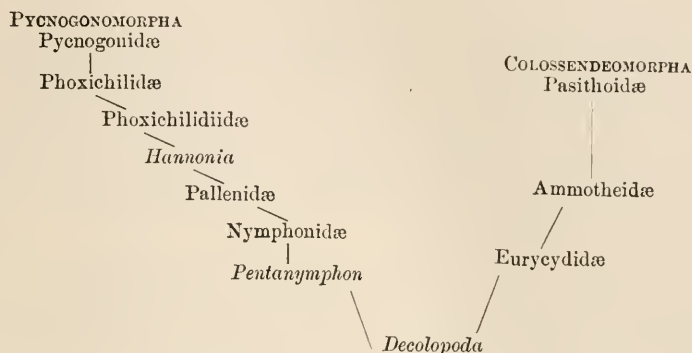 PYCNOGONOMORPHA
Pycnogonidæ
COLOSSENDEOMORPHA
Pasithoidæ
Phoxichilidæ
Phoxichilidiidæ
Hannonia
Pallenidæ
Ammotheidæ
Nymphonidæ
Eurycydidæ
Pentanymphon
Decolopoda